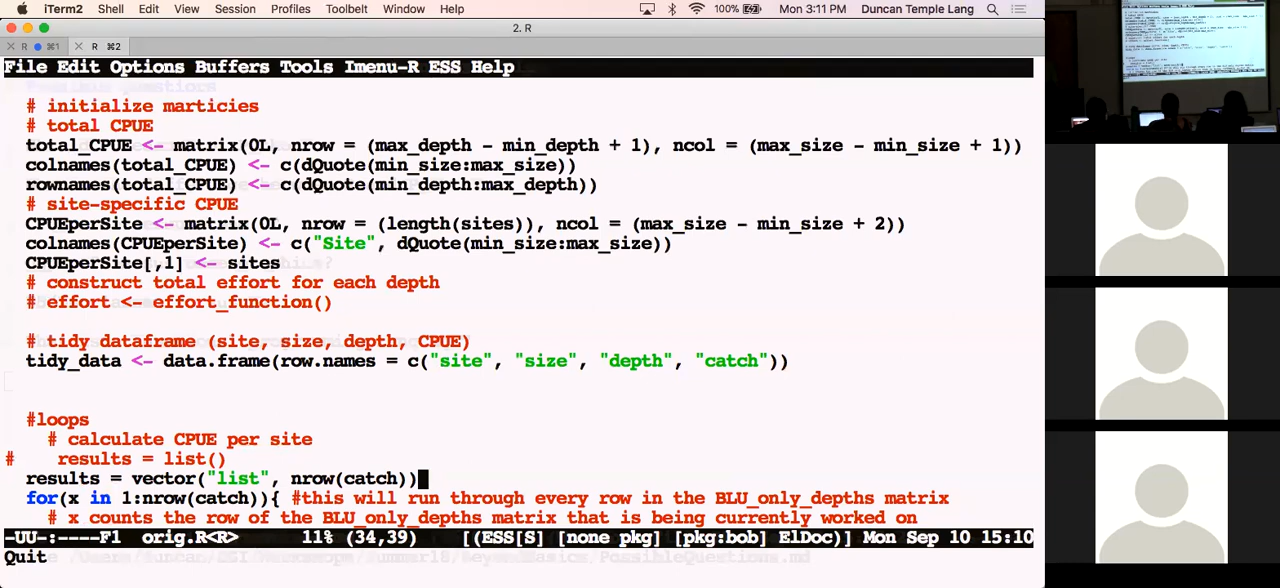 iTerm2 Shell Edit View Session Profiles Toolbelt Window Help 100% Mon 3:11 PM Duncan Temple Lang
2. R
R ⌘1 R ⌘2
File Edit Options Buffers Tools Imenu-R ESS Help
# initialize marticies
# total CPUE
total_CPUE <- matrix(0L, nrow = (max_depth - min_depth + 1), ncol = (max_size - min_size + 1))
colnames(total_CPUE) <- c(dQuote(min_size:max_size))
rownames(total_CPUE) <- c(dQuote(min_depth:max_depth))
# site-specific CPUE
CPUEperSite <- matrix(0L, nrow = (length(sites)), ncol = (max_size - min_size + 2))
colnames(CPUEperSite) <- c("Site", dQuote(min_size:max_size))
CPUEperSite[,1] <- sites
# construct total effort for each depth
# effort <- effort_function()
# tidy dataframe (site, size, depth, CPUE)
tidy_data <- data.frame(row.names = c("site", "size", "depth", "catch"))
#loops
# calculate CPUE per site
# results = list()
results = vector("list", nrow(catch))
for(x in 1:nrow(catch)){ #this will run through every row in the BLU_only_depths matrix
# x counts the row of the BLU_only_depths matrix that is being currently worked on
-UU-:----F1 orig.R<R> 11% (34,39) [(ESS[S] [none pkg] [pkg:bob] ElDoc)] Mon Sep 10 15:10
Quit